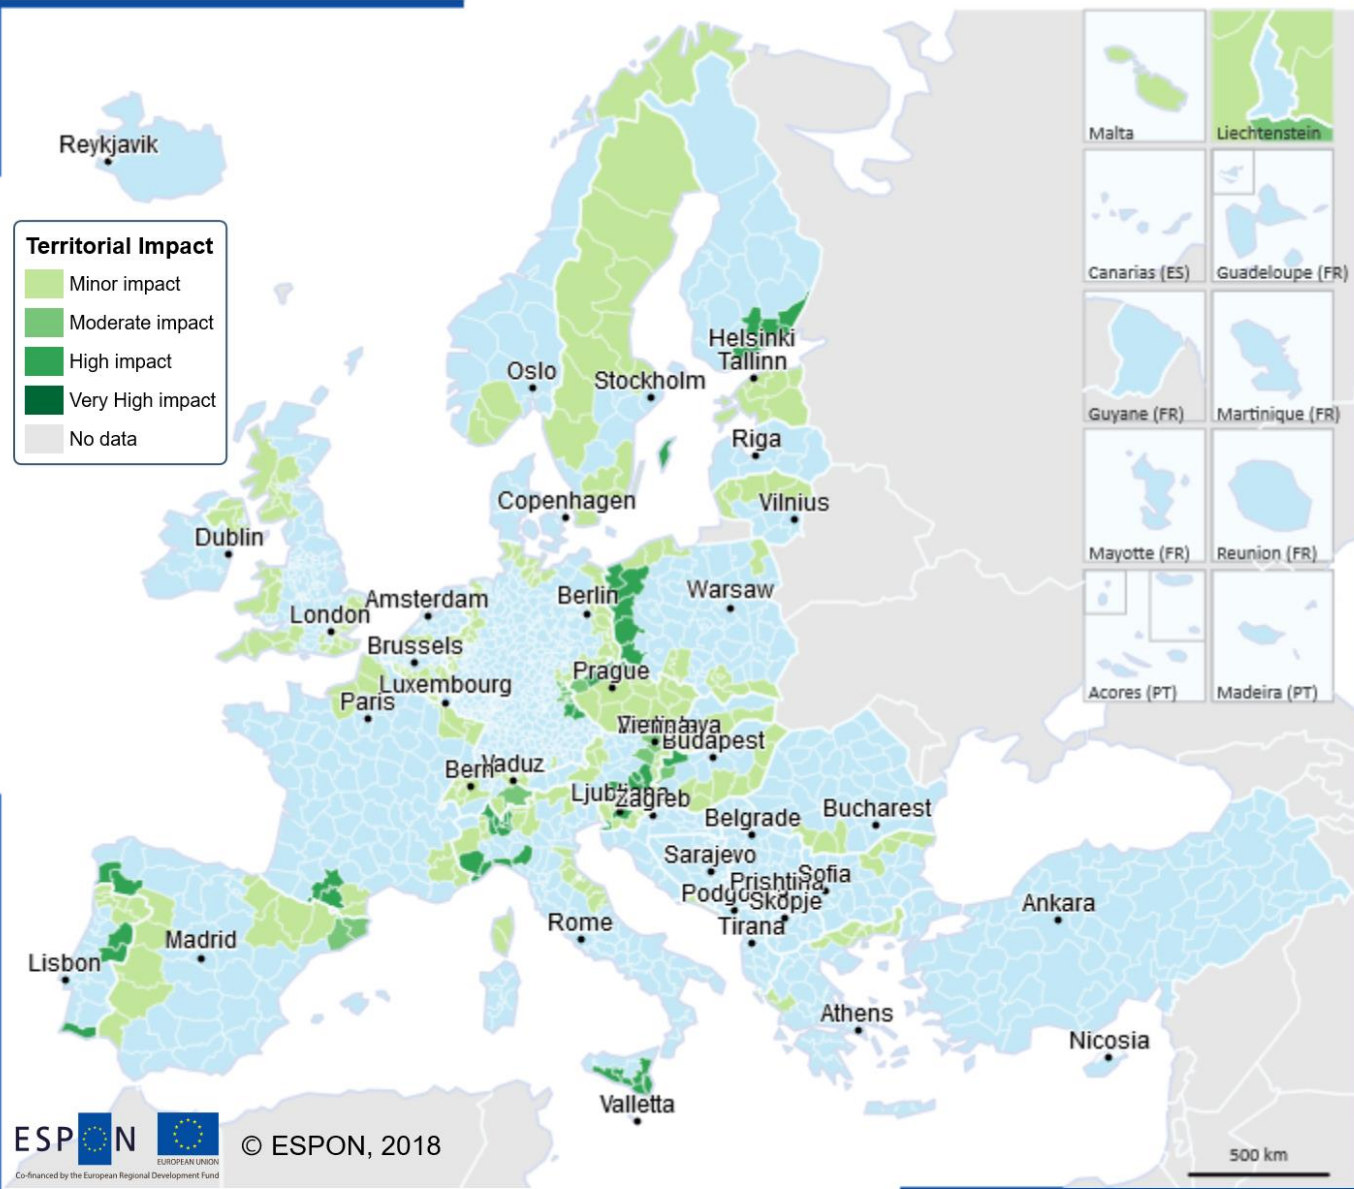 Reykjavik
Territorial Impact
Minor impact
Moderate impact
High impact
Very High impact
No data
Malta
Liechtenstein
Canarias (ES)
Guadeloupe (FR)
Guyane (FR)
Martinique (FR)
Mayotte (FR)
Reunion (FR)
Acores (PT)
Madeira (PT)
Helsinki
Tallinn
Oslo
Stockholm
Riga
Copenhagen
Vilnius
Dublin
Amsterdam
Berlin
Warsaw
London
Brussels
Prague
Luxembourg
Paris
Budapest
Bern
Vaduz
Zagreb
Belgrade
Bucharest
Sarajevo
Sofia
Prishtina
Skopje
Tirana
Rome
Madrid
Lisbon
Ankara
Athens
Nicosia
Valletta
ESPON
EUROPEAN UNION
Co-financed by the European Regional Development Fund
© ESPON, 2018
500 km